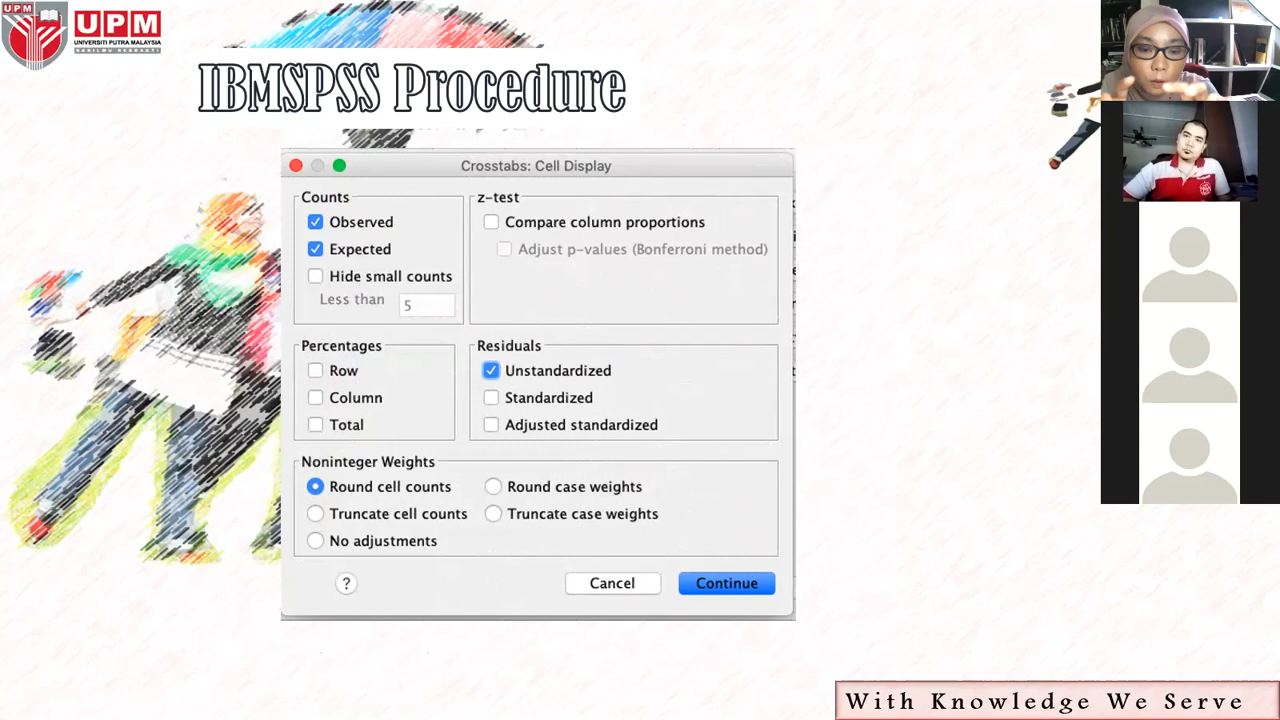 UPM
UPM
UNIVERSITI PUTRA MALAYSIA
BERILMU BERBAKTI
IBMSPSS Procedure
Crosstabs: Cell Display
Counts
Observed
Expected
Hide small counts
Less than 5
z-test
Compare column proportions
Adjust p-values (Bonferroni method)
Percentages
Row
Column
Total
Residuals
Unstandardized
Standardized
Adjusted standardized
Noninteger Weights
Round cell counts
Round case weights
Truncate cell counts
Truncate case weights
No adjustments
?
Cancel
Continue
With Knowledge We Serve